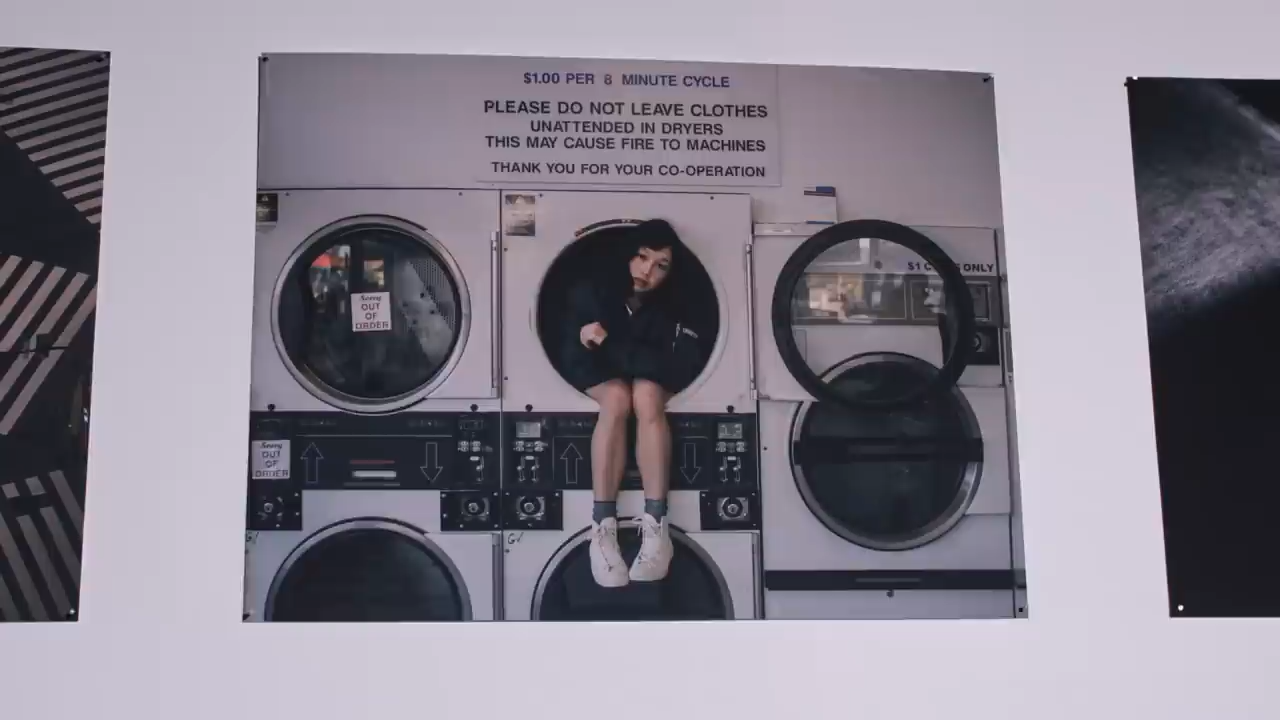 $1.00 PER 8 MINUTE CYCLE
PLEASE DO NOT LEAVE CLOTHES
UNATTENDED IN DRYERS
THIS MAY CAUSE FIRE TO MACHINES
THANK YOU FOR YOUR CO-OPERATION
$1 ONLY
Sorry
OUT
OF
ORDER
Sorry
OUT
OF
ORDER